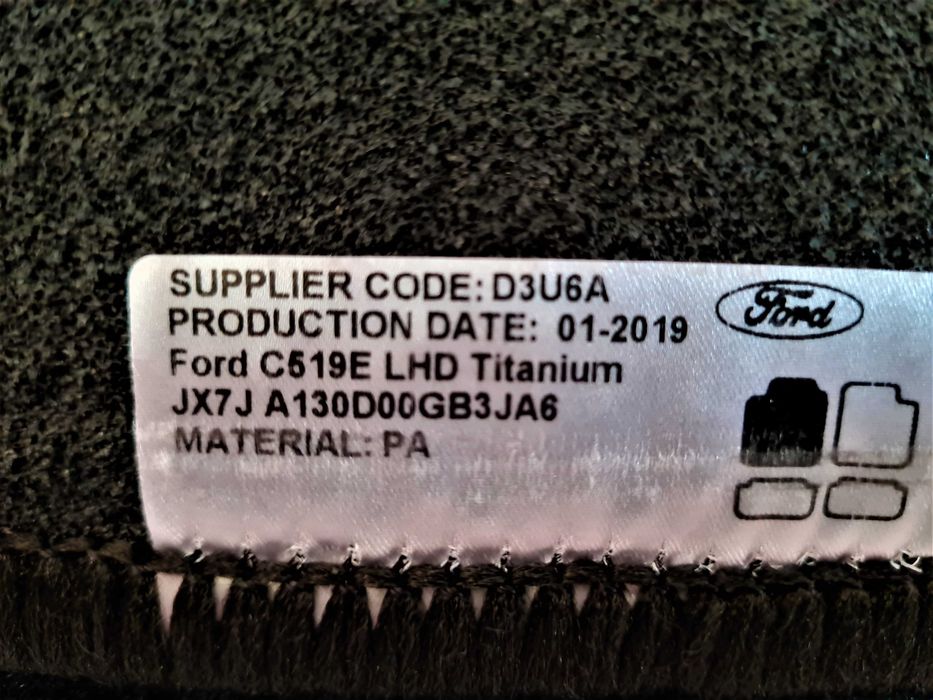 SUPPLIER CODE: D3U6A
PRODUCTION DATE: 01-2019
Ford
Ford C519E LHD Titanium
JX7J A130D00GB3JA6
MATERIAL: PA